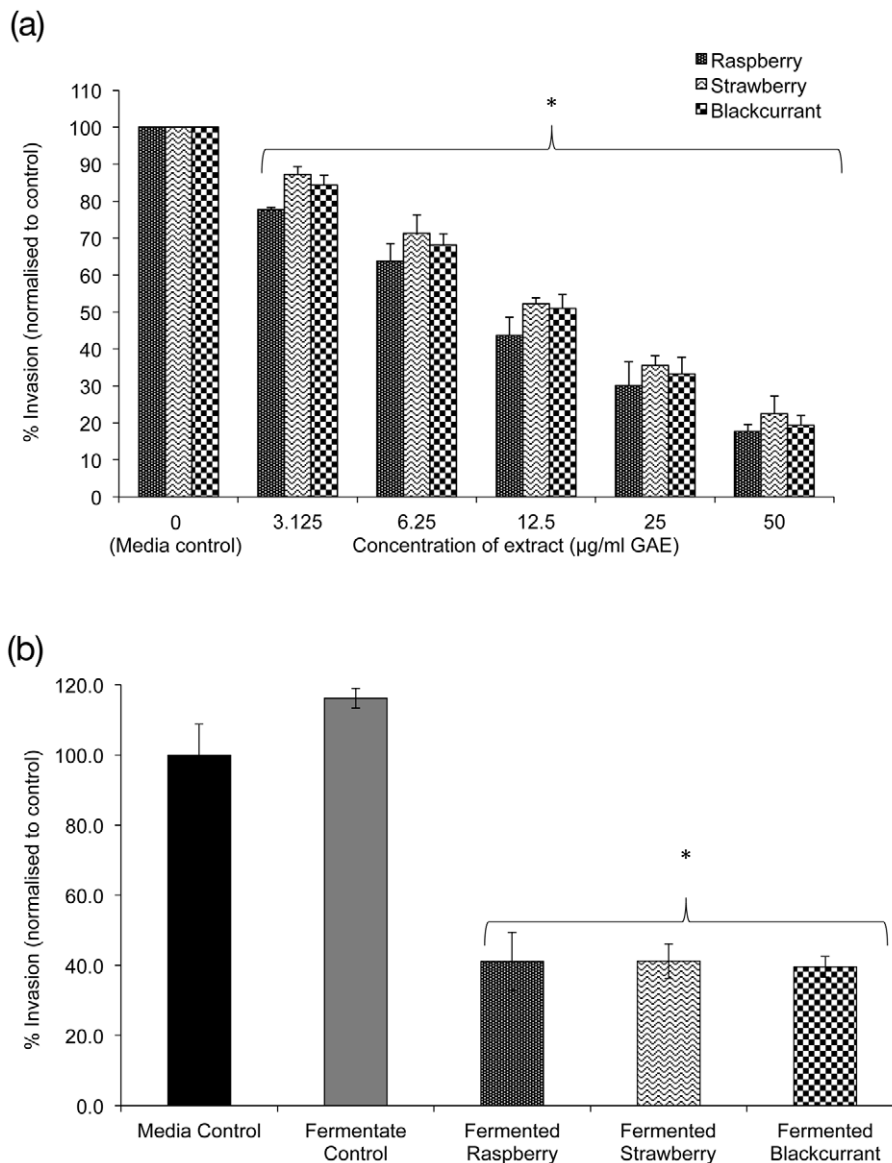 (a)
Raspberry
Strawberry
Blackcurrant
*
110
100
90
80
70
60
50
40
30
20
10
0
% Invasion (normalised to control)
0 3.125 6.25 12.5 25 50
(Media control) Concentration of extract (µg/ml GAE)
(b)
120.0
100.0
80.0
60.0
40.0
20.0
0.0
% Invasion (normalised to control)
*
Media Control Fermentate Fermented Fermented Fermented
Control Raspberry Strawberry Blackcurrant